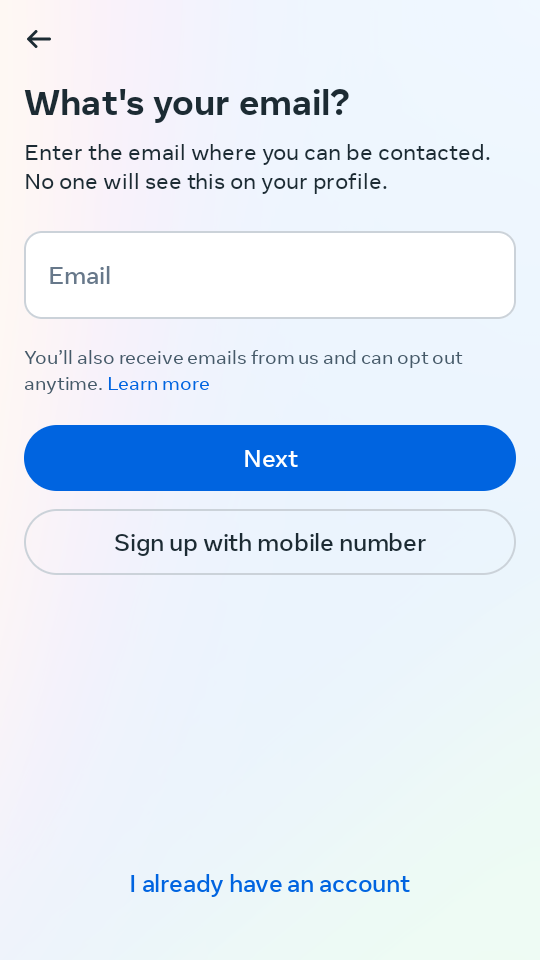 What's your email?
Enter the email where you can be contacted.
No one will see this on your profile.
Email
You’ll also receive emails from us and can opt out
anytime. Learn more
Next
Sign up with mobile number
I already have an account